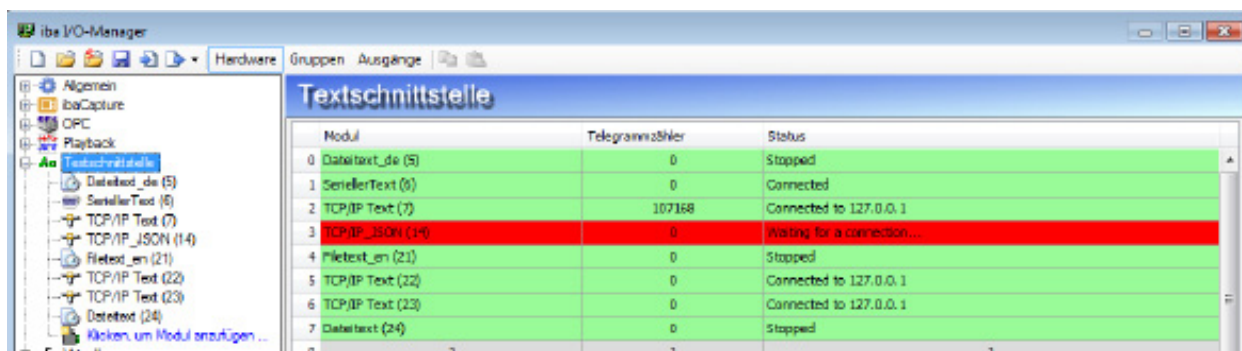 iba I/O-Manager
Hardware Gruppen Ausgänge
Allgemein
ibaCapture
OPC
Playback
Textschnittstelle
Dateitext_de (5)
SeriellerText (6)
TCP/IP Text (7)
TCP/IP_JSON (14)
Filetext_en (21)
TCP/IP Text (22)
TCP/IP Text (23)
Dateitext (24)
Klicken, um Modul anzufügen ...
Textschnittstelle
Modul Telegrammzähler Status
0 Dateitext_de (5) 0 Stopped
1 SeriellerText (6) 0 Connected
2 TCP/IP Text (7) 107168 Connected to 127.0.0.1
3 TCP/IP_JSON (14) 0 Waiting for a connection...
4 Filetext_en (21) 0 Stopped
5 TCP/IP Text (22) 0 Connected to 127.0.0.1
6 TCP/IP Text (23) 0 Connected to 127.0.0.1
7 Dateitext (24) 0 Stopped